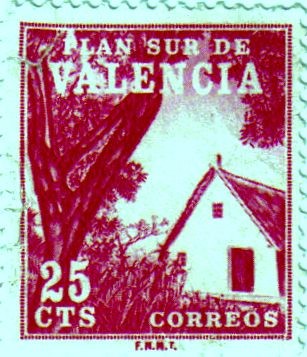 PLAN SUR DE
VALENCIA
25
CTS
CORREOS
F.N.M.T.